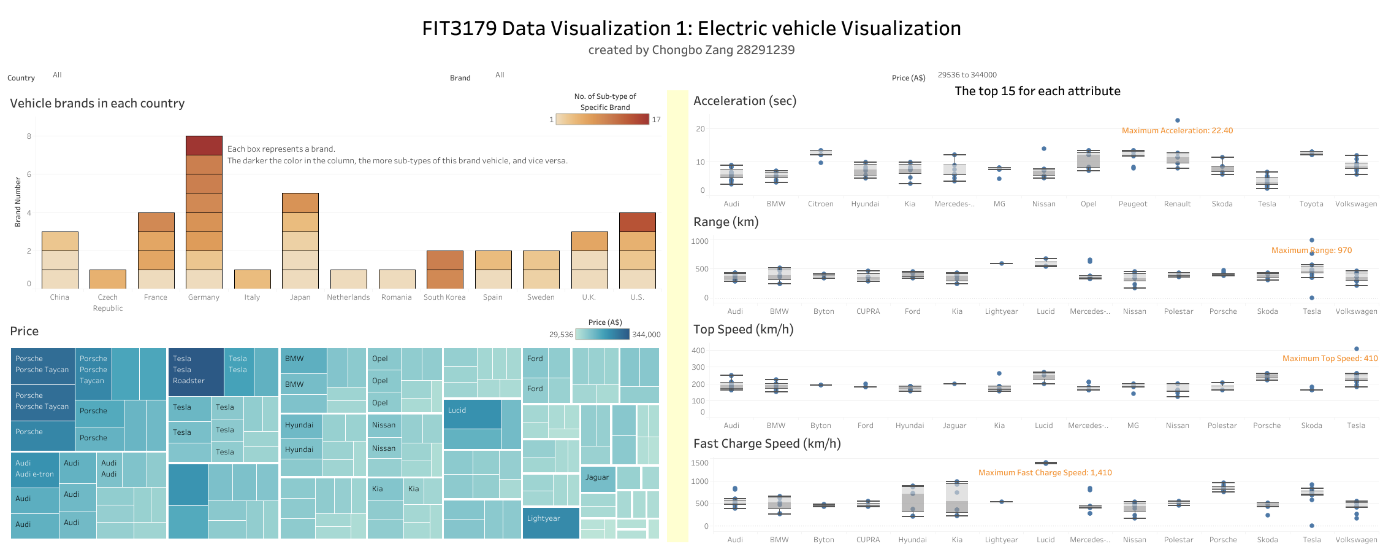 FIT3179 Data Visualization 1: Electric vehicle Visualization
created by Chongbo Zang 28291239
Country All
Brand All
Price (A$) 29536 to 344000
Vehicle brands in each country
No. of Sub-type of
Specific Brand
1 17
Each box represents a brand.
The darker the color in the column, the more sub-types of this brand vehicle, and vice versa.
Brand Number
8
6
4
2
0
China Czech Republic France Germany Italy Japan Netherlands Romania South Korea Spain Sweden U.K. U.S.
Price
Price (A$)
29,536 344,000
Porsche
Porsche Taycan
Porsche
Porsche
Taycan
Porsche
Porsche Taycan
Porsche
Porsche
Porsche
Audi
Audi e-tron
Audi
Audi
Audi
Audi
Audi
Audi
Audi
Tesla
Tesla
Roadster
Tesla
Tesla
Tesla
Tesla
Tesla
Tesla
Tesla
BMW
BMW
Hyundai
Hyundai
Opel
Opel
Opel
Nissan
Nissan
Kia
Kia
Lucid
Ford
Ford
Jaguar
Lightyear
The top 15 for each attribute
Acceleration (sec)
20
10
0
Maximum Acceleration: 22.40
Audi BMW Citroen Hyundai Kia Mercedes-.. MG Nissan Opel Peugeot Renault Skoda Tesla Toyota Volkswagen
Range (km)
1000
500
0
Maximum Range: 970
Audi BMW Byton CUPRA Ford Kia Lightyear Lucid Mercedes-.. Nissan Polestar Porsche Skoda Tesla Volkswagen
Top Speed (km/h)
400
300
200
100
0
Maximum Top Speed: 410
Audi BMW Byton Ford Hyundai Jaguar Kia Lucid Mercedes-.. MG Nissan Polestar Porsche Skoda Tesla
Fast Charge Speed (km/h)
1500
1000
500
0
Maximum Fast Charge Speed: 1,410
Audi BMW Byton CUPRA Hyundai Kia Lightyear Lucid Mercedes-.. Nissan Polestar Porsche Skoda Tesla Volkswagen